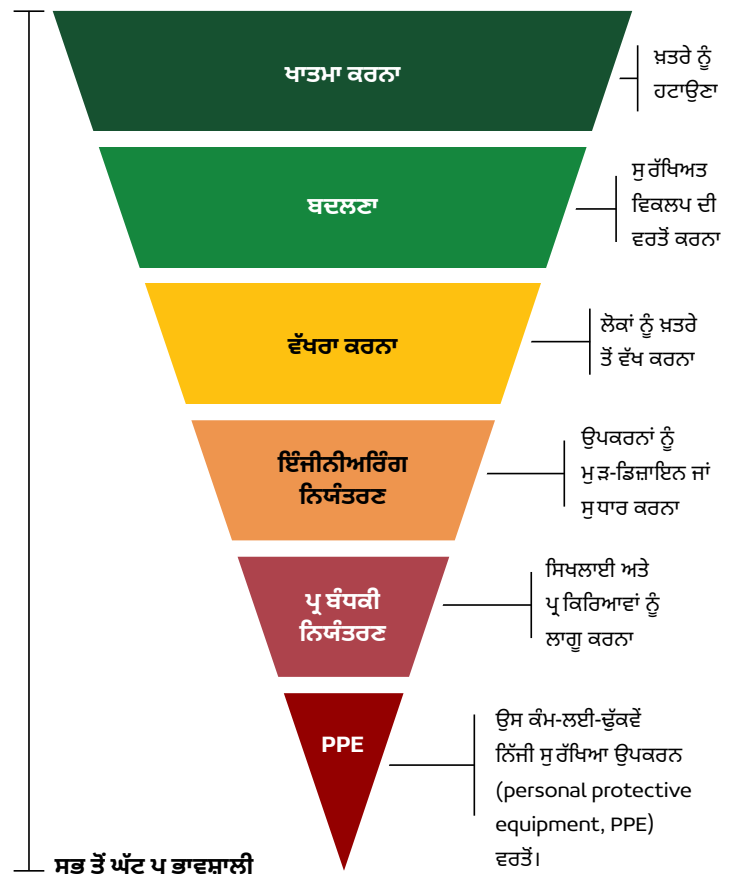 ਖਾਤਮਾ ਕਰਨਾ
ਖ਼ਤਰੇ ਨੂੰ
ਹਟਾਉਣਾ
ਬਦਲਣਾ
ਸੁਰੱਖਿਅਤ
ਵਿਕਲਪ ਦੀ
ਵਰਤੋਂ ਕਰਨਾ
ਵੱਖਰਾ ਕਰਨਾ
ਲੋਕਾਂ ਨੂੰ ਖ਼ਤਰੇ
ਤੋਂ ਵੱਖ ਕਰਨਾ
ਇੰਜੀਨੀਅਰਿੰਗ
ਨਿਯੰਤਰਣ
ਉਪਕਰਨਾਂ ਨੂੰ
ਮੁੜ-ਡਿਜ਼ਾਇਨ ਜਾਂ
ਸੁਧਾਰ ਕਰਨਾ
ਪ੍ਰਬੰਧਕੀ
ਨਿਯੰਤਰਣ
ਸਿਖਲਾਈ ਅਤੇ
ਪ੍ਰਕਿਰਿਆਵਾਂ ਨੂੰ
ਲਾਗੂ ਕਰਨਾ
PPE
ਉਸ ਕੰਮ-ਲਈ-ਢੁੱਕਵੇਂ
ਨਿੱਜੀ ਸੁਰੱਖਿਆ ਉਪਕਰਨ
(personal protective
equipment, PPE)
ਵਰਤੋਂ।
ਸਭ ਤੋਂ ਘੱਟ ਪ੍ਰਭਾਵਸ਼ਾਲੀ